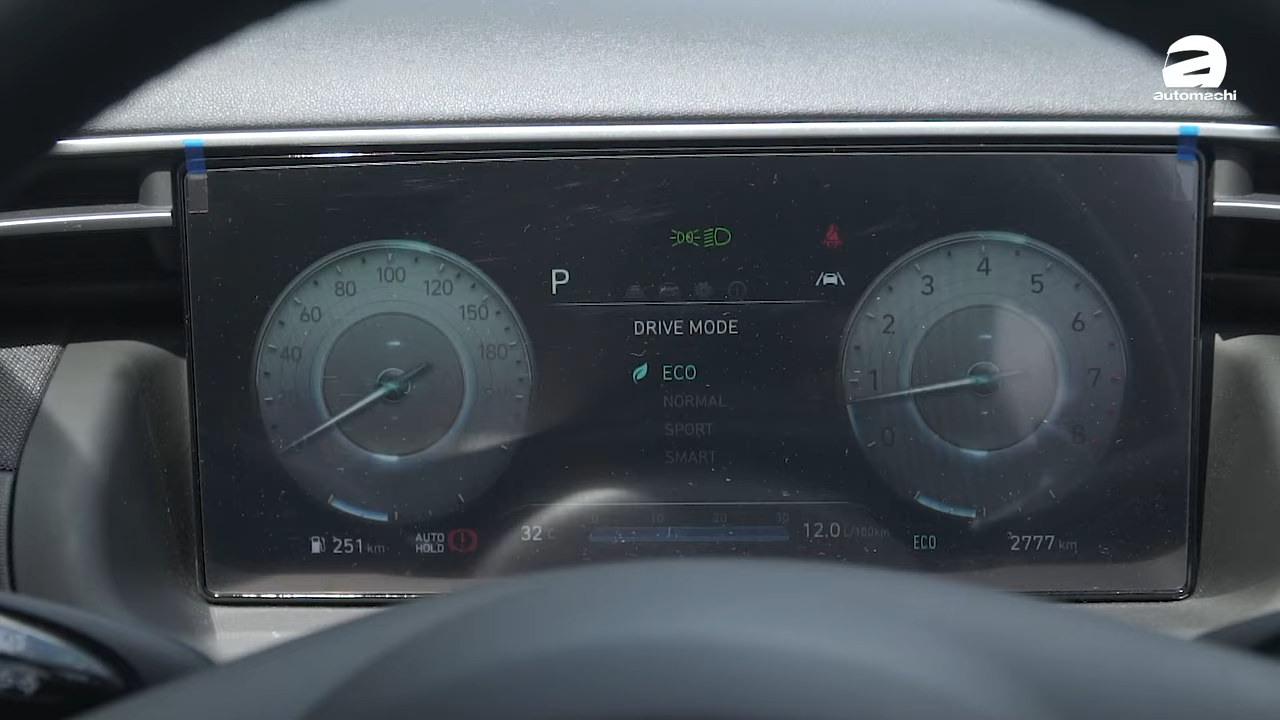 automachi
P
DRIVE MODE
ECO
NORMAL
SPORT
SMART
40
60
80
100
120
150
180
0
1
2
3
4
5
6
7
8
251 km
AUTO
HOLD
32°C
0 10 20 30
12.0 L/100km
ECO
2777 km